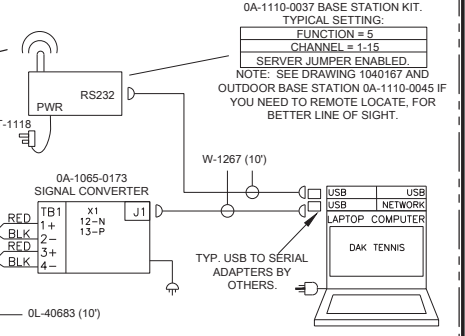 0A-1110-0037 BASE STATION KIT.
TYPICAL SETTING:
FUNCTION = 5
CHANNEL = 1-15
SERVER JUMPER ENABLED.
NOTE: SEE DRAWING 1040167 AND
OUTDOOR BASE STATION 0A-1110-0045 IF
YOU NEED TO REMOTE LOCATE, FOR
BETTER LINE OF SIGHT.
RS232
PWR
T-1118
W-1267 (10')
0A-1065-0173
SIGNAL CONVERTER
TB1
1+
2-
3+
4-
X1
12-N
13-P
J1
RED
BLK
RED
BLK
USB
USB
USB
NETWORK
LAPTOP COMPUTER
DAK TENNIS
TYP. USB TO SERIAL
ADAPTERS BY
OTHERS.
0L-40683 (10')